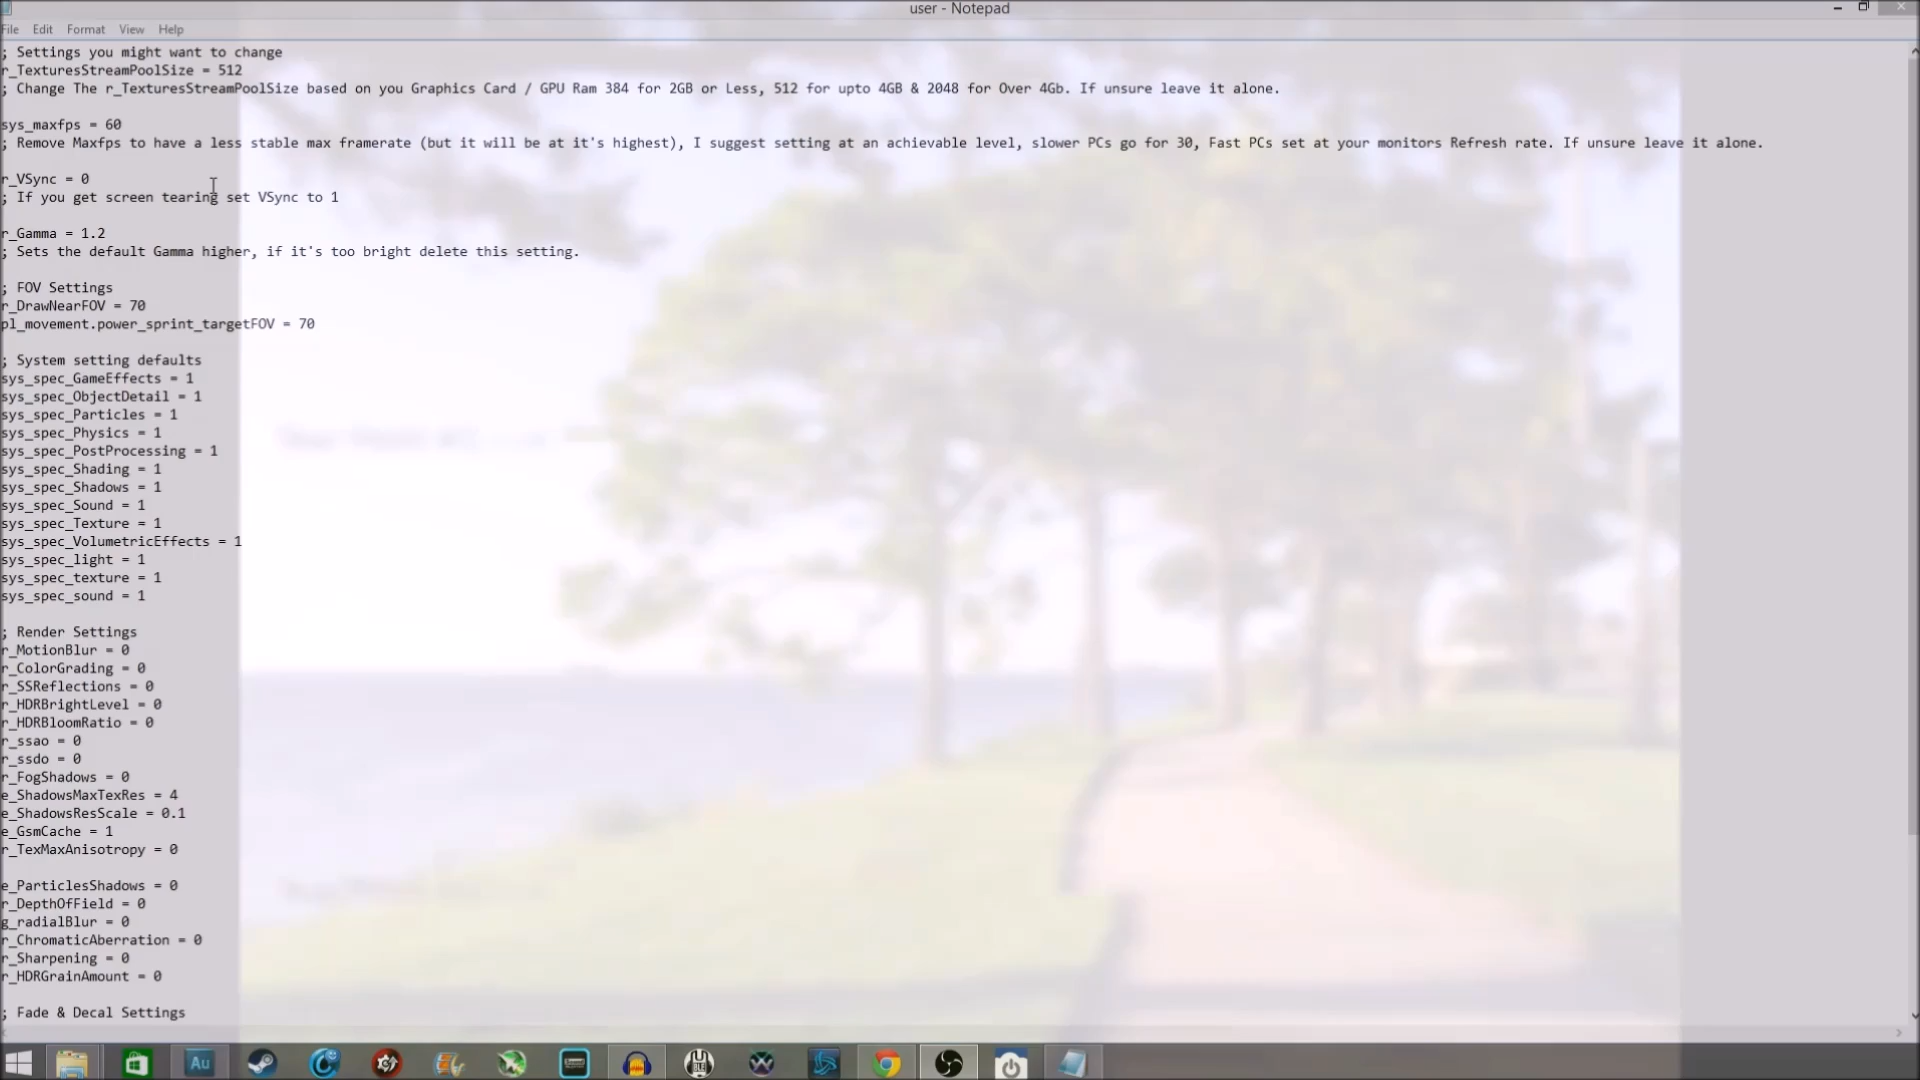 user - Notepad
File Edit Format View Help
; Settings you might want to change
r_TexturesStreamPoolSize = 512
; Change The r_TexturesStreamPoolSize based on you Graphics Card / GPU Ram 384 for 2GB or Less, 512 for upto 4GB & 2048 for Over 4Gb. If unsure leave it alone.
sys_maxfps = 60
; Remove Maxfps to have a less stable max framerate (but it will be at it's highest), I suggest setting at an achievable level, slower PCs go for 30, Fast PCs set at your monitors Refresh rate. If unsure leave it alone.
r_VSync = 0
; If you get screen tearing set VSync to 1
r_Gamma = 1.2
; Sets the default Gamma higher, if it's too bright delete this setting.
; FOV Settings
r_DrawNearFOV = 70
pl_movement.power_sprint_targetFOV = 70
; System setting defaults
sys_spec_GameEffects = 1
sys_spec_ObjectDetail = 1
sys_spec_Particles = 1
sys_spec_Physics = 1
sys_spec_PostProcessing = 1
sys_spec_Shading = 1
sys_spec_Shadows = 1
sys_spec_Sound = 1
sys_spec_Texture = 1
sys_spec_VolumetricEffects = 1
sys_spec_light = 1
sys_spec_texture = 1
sys_spec_sound = 1
; Render Settings
r_MotionBlur = 0
r_ColorGrading = 0
r_SSReflections = 0
r_HDRBrightLevel = 0
r_HDRBloomRatio = 0
r_ssao = 0
r_ssdo = 0
r_FogShadows = 0
e_ShadowsMaxTexRes = 4
e_ShadowsResScale = 0.1
e_GsmCache = 1
r_TexMaxAnisotropy = 0
e_ParticlesShadows = 0
r_DepthOfField = 0
g_radialBlur = 0
r_ChromaticAberration = 0
r_Sharpening = 0
r_HDRGrainAmount = 0
; Fade & Decal Settings
Au